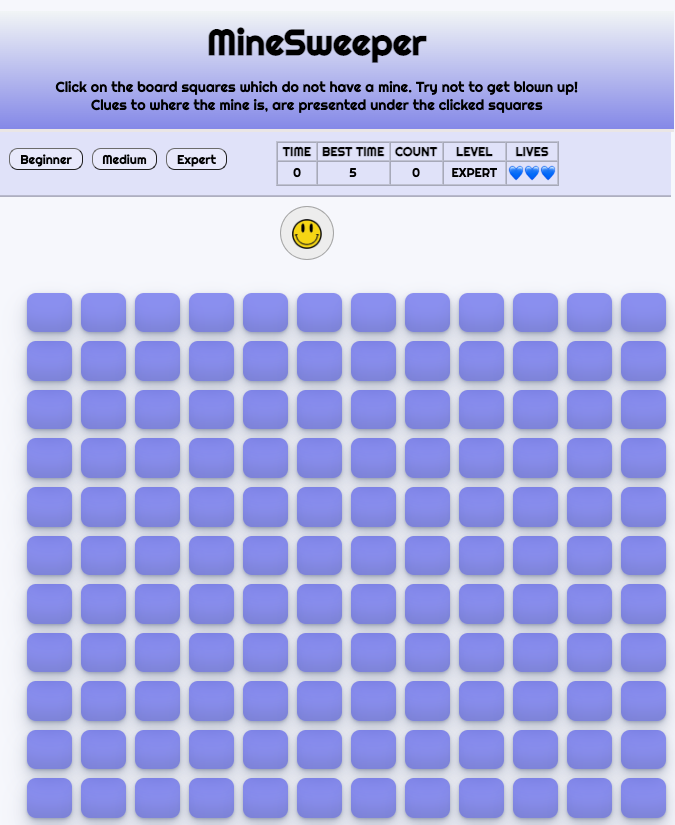 MineSweeper
Click on the board squares which do not have a mine. Try not to get blown up!
Clues to where the mine is, are presented under the clicked squares
Beginner Medium Expert
TIME BEST TIME COUNT LEVEL LIVES
0 5 0 EXPERT 💙💙💙